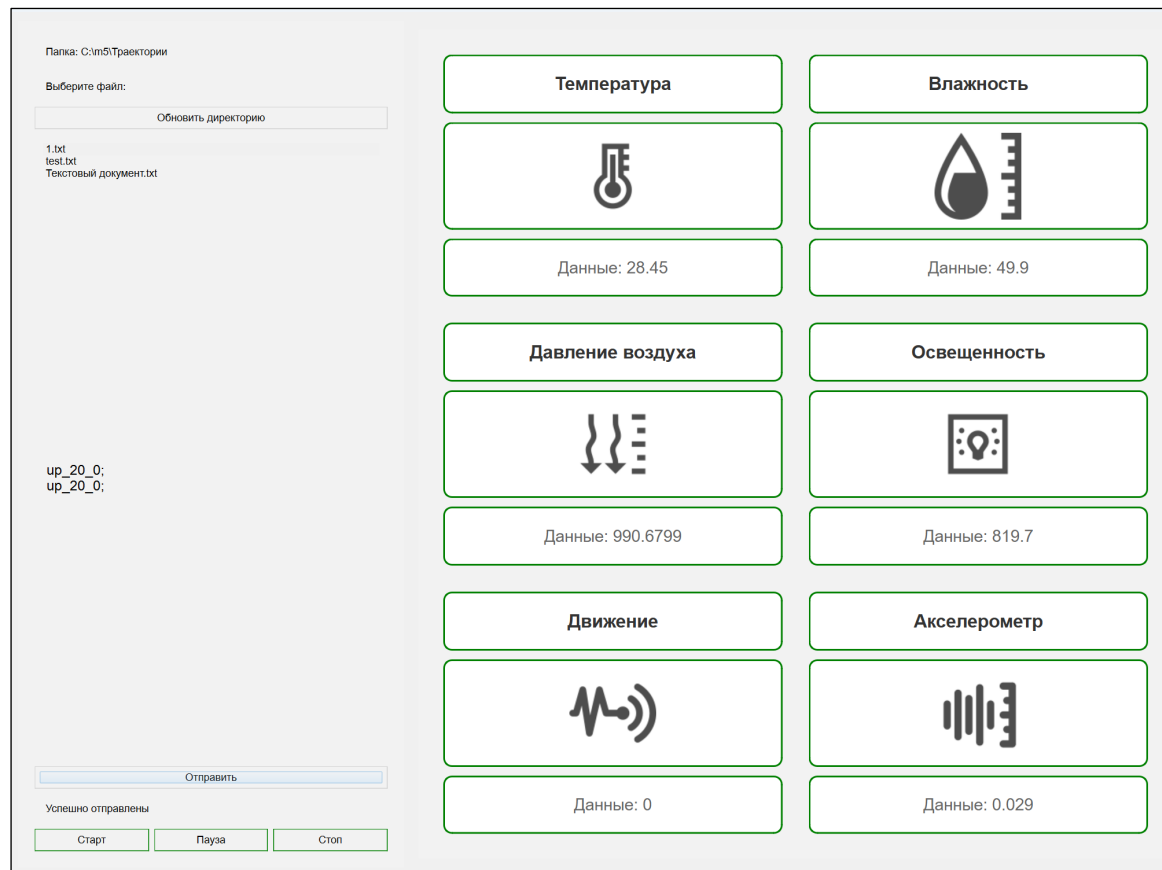 Папка: C:\m5\Траектории
Выберите файл:
Обновить директорию
1.txt
test.txt
Текстовый документ.txt
up_20_0;
up_20_0;
Отправить
Успешно отправлены
Старт Пауза Стоп
Температура
Данные: 28.45
Влажность
Данные: 49.9
Давление воздуха
Данные: 990.6799
Освещенность
Данные: 819.7
Движение
Данные: 0
Акселерометр
Данные: 0.029